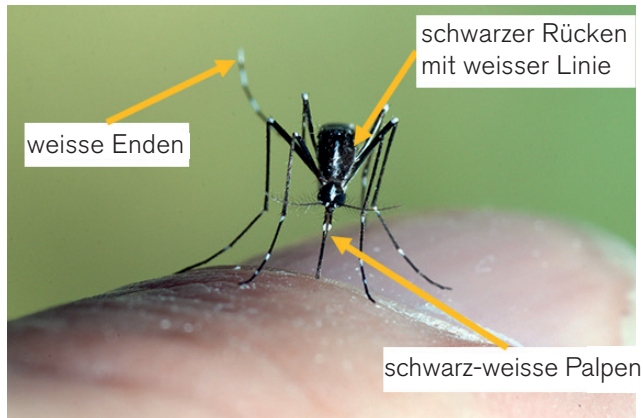 schwarzer Rücken
mit weisser Linie
weisse Enden
schwarz-weisse Palpen